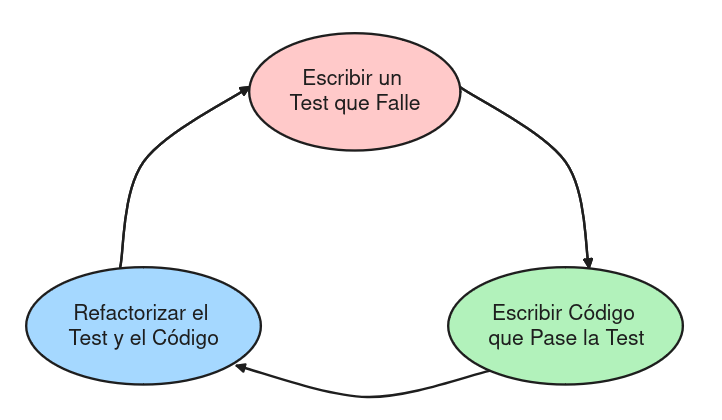 Escribir un
Test que Falle
Refactorizar el
Test y el Código
Escribir Código
que Pase la Test